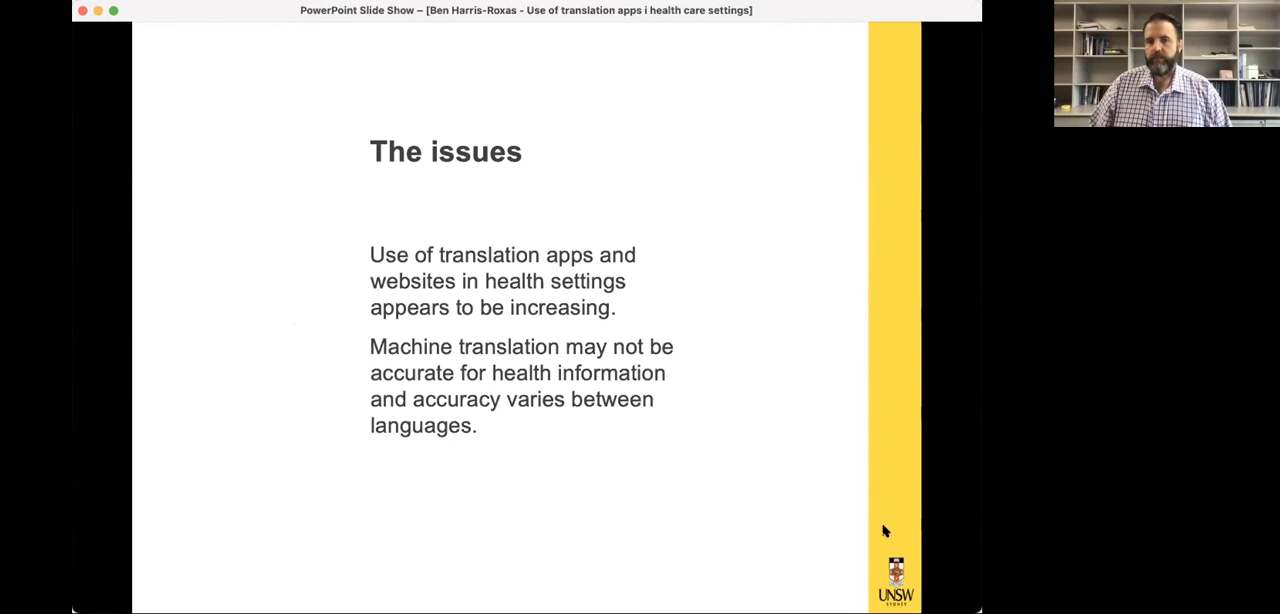 PowerPoint Slide Show – [Ben Harris-Roxas - Use of translation apps i health care settings]
The issues
Use of translation apps and
websites in health settings
appears to be increasing.
Machine translation may not be
accurate for health information
and accuracy varies between
languages.
UNSW
SYDNEY